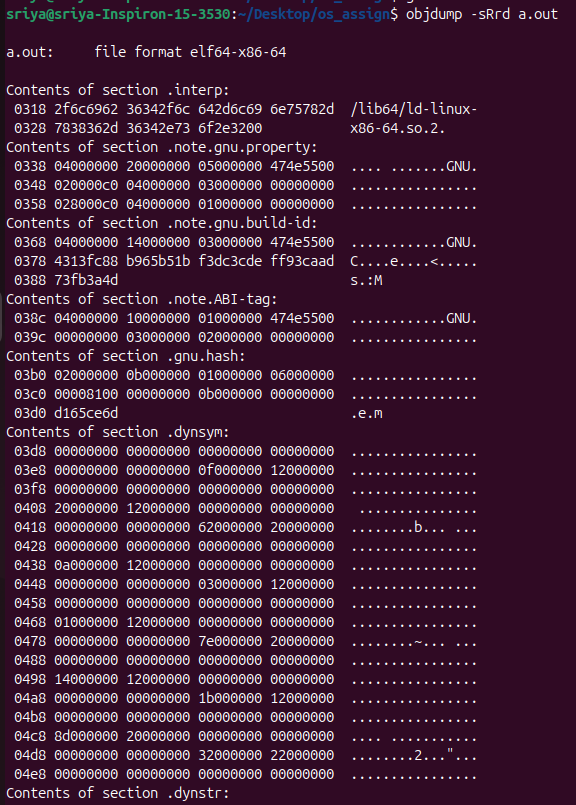 sriya@sriya-Inspiron-15-3530:~/Desktop/os_assign$ objdump -sRrd a.out
a.out:     file format elf64-x86-64
Contents of section .interp:
 0318 2f6c6962 36342f6c 642d6c69 6e75782d  /lib64/ld-linux-
 0328 7838362d 36342e73 6f2e3200           x86-64.so.2.
Contents of section .note.gnu.property:
 0338 04000000 20000000 05000000 474e5500  .... .......GNU.
 0348 020000c0 04000000 03000000 00000000  ................
 0358 028000c0 04000000 01000000 00000000  ................
Contents of section .note.gnu.build-id:
 0368 04000000 14000000 03000000 474e5500  ............GNU.
 0378 4313fc88 b965b51b f3dc3cde ff93caad  C....e....<.....
 0388 73fb3a4d                             s.:M
Contents of section .note.ABI-tag:
 038c 04000000 10000000 01000000 474e5500  ............GNU.
 039c 00000000 03000000 02000000 00000000  ................
Contents of section .gnu.hash:
 03b0 02000000 0b000000 01000000 06000000  ................
 03c0 00008100 00000000 0b000000 00000000  ................
 03d0 d165ce6d                             .e.m
Contents of section .dynsym:
 03d8 00000000 00000000 00000000 00000000  ................
 03e8 00000000 00000000 0f000000 12000000  ................
 03f8 00000000 00000000 00000000 00000000  ................
 0408 20000000 12000000 00000000 00000000   ...............
 0418 00000000 00000000 62000000 20000000  ........b... ...
 0428 00000000 00000000 00000000 00000000  ................
 0438 0a000000 12000000 00000000 00000000  ................
 0448 00000000 00000000 03000000 12000000  ................
 0458 00000000 00000000 00000000 00000000  ................
 0468 01000000 12000000 00000000 00000000  ................
 0478 00000000 00000000 7e000000 20000000  ........~... ...
 0488 00000000 00000000 00000000 00000000  ................
 0498 14000000 12000000 00000000 00000000  ................
 04a8 00000000 00000000 1b000000 12000000  ................
 04b8 00000000 00000000 00000000 00000000  ................
 04c8 8d000000 20000000 00000000 00000000  .... ...........
 04d8 00000000 00000000 32000000 22000000  ........2..."...
 04e8 00000000 00000000 00000000 00000000  ................
Contents of section .dynstr: